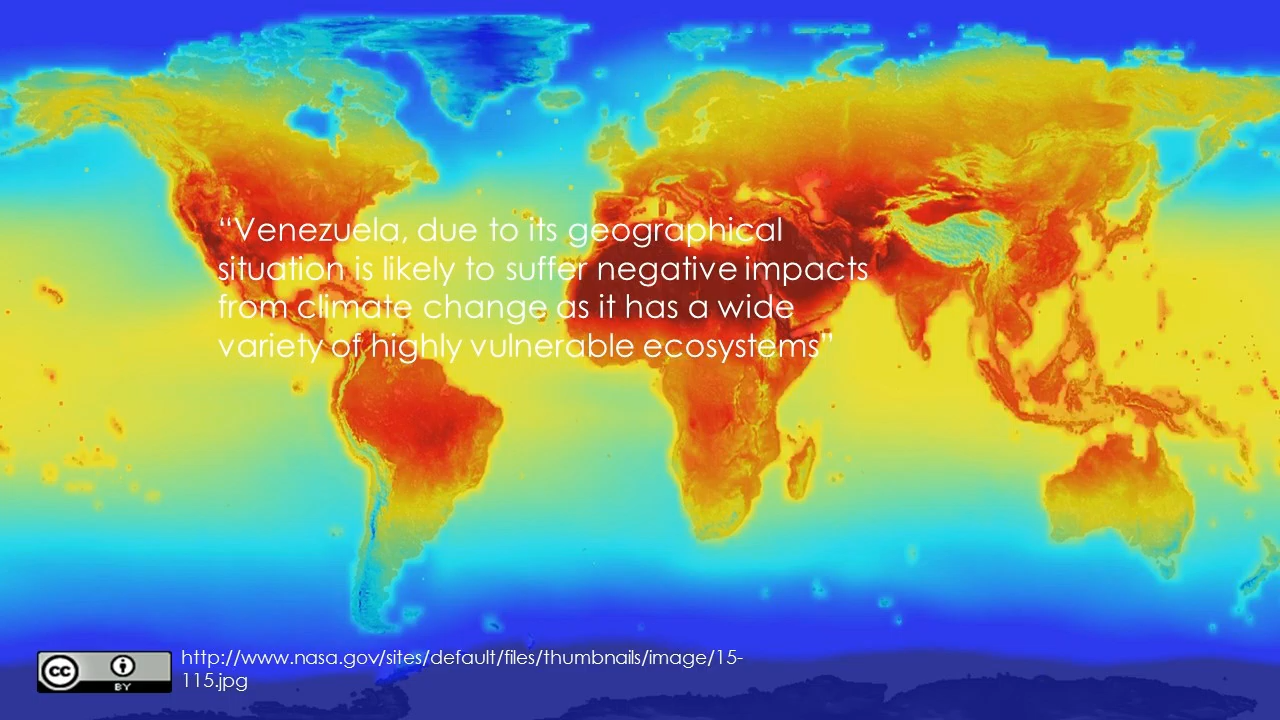 “Venezuela, due to its geographical
situation is likely to suffer negative impacts
from climate change as it has a wide
variety of highly vulnerable ecosystems”
cc
BY
http://www.nasa.gov/sites/default/files/thumbnails/image/15-
115.jpg